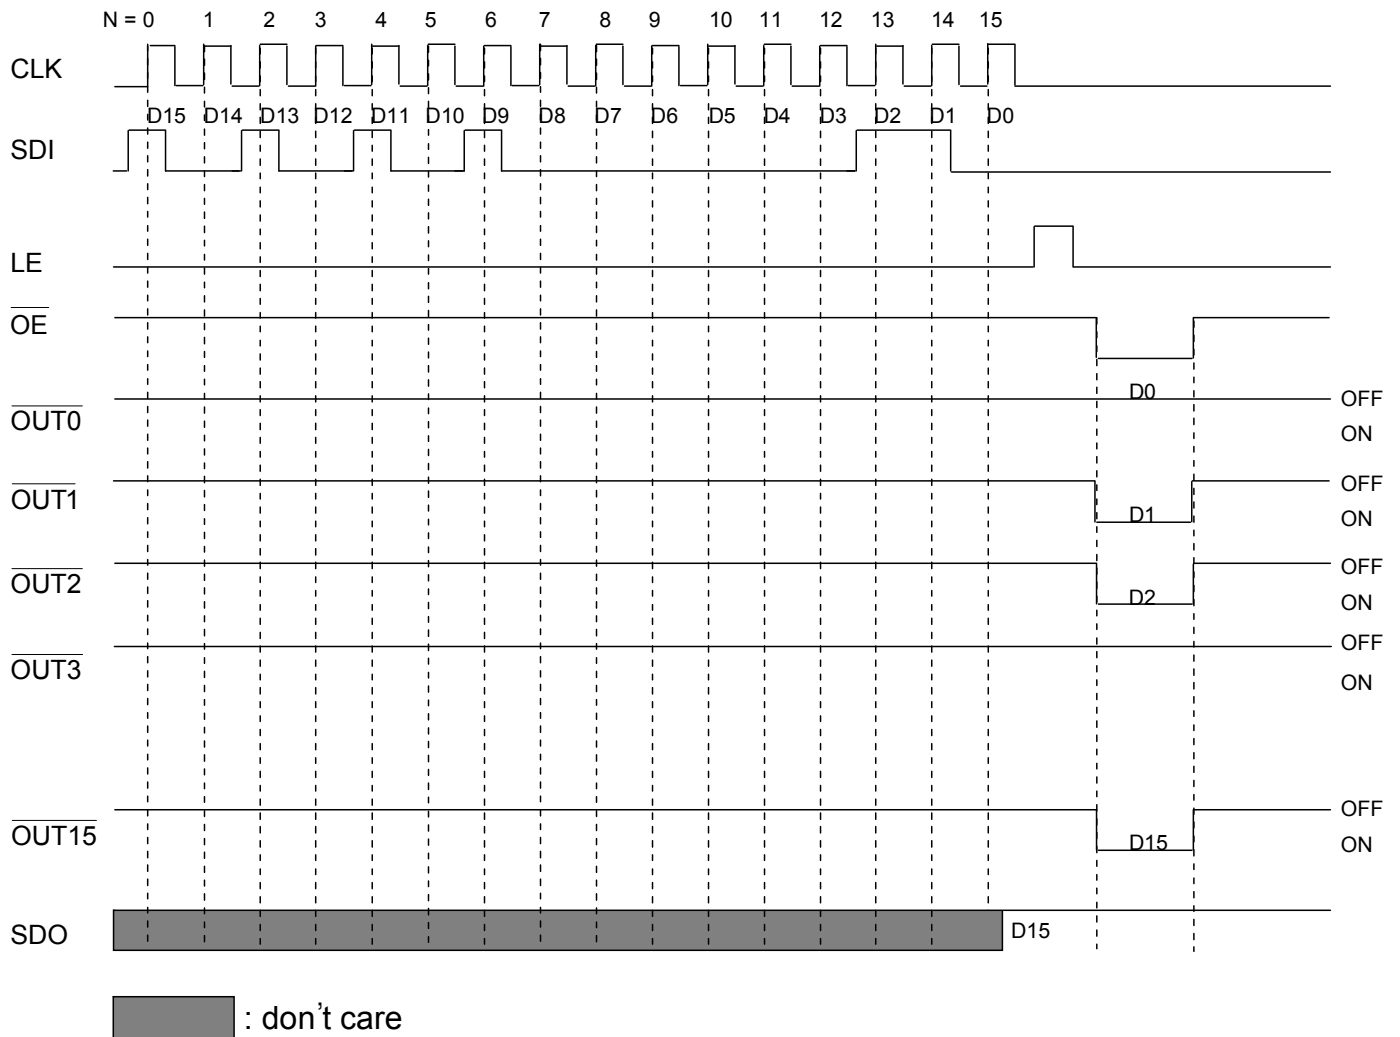 N = 0 1 2 3 4 5 6 7 8 9 10 11 12 13 14 15
CLK
D15 D14 D13 D12 D11 D10 D9 D8 D7 D6 D5 D4 D3 D2 D1 D0
SDI
LE
OE
D0
OFF
OUT0
ON
OFF
OUT1
D1
ON
OFF
OUT2
D2
ON
OFF
OUT3
ON
OFF
OUT15
D15
ON
SDO
D15
: don't care